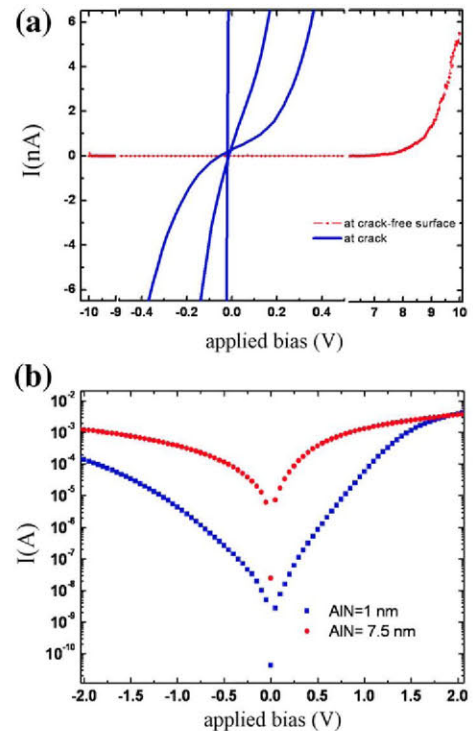 (a)
6
4
2
0
-2
-4
-6
I(nA)
at crack-free surface
at crack
-10 -9 -0.4 -0.2 0.0 0.2 0.4 7 8 9 10
applied bias (V)
(b)
10^-2
10^-3
10^-4
10^-5
10^-6
10^-7
10^-8
10^-9
10^-10
I(A)
AlN=1 nm
AlN= 7.5 nm
-2.0 -1.5 -1.0 -0.5 0.0 0.5 1.0 1.5 2.0
applied bias (V)